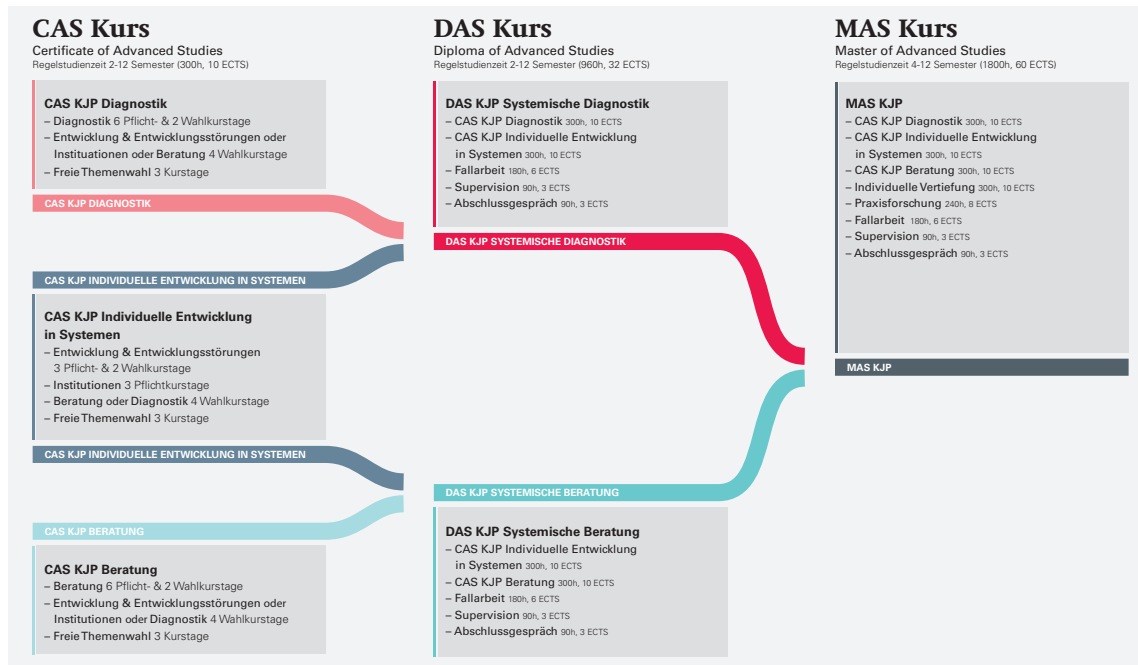 CAS Kurs
Certificate of Advanced Studies
Regelstudienzeit 2-12 Semester (300h, 10 ECTS)
CAS KJP Diagnostik
– Diagnostik 6 Pflicht- & 2 Wahlkurstage
– Entwicklung & Entwicklungsstörungen oder
Instituationen oder Beratung 4 Wahlkurstage
– Freie Themenwahl 3 Kurstage
CAS KJP DIAGNOSTIK
CAS KJP INDIVIDUELLE ENTWICKLUNG IN SYSTEMEN
CAS KJP Individuelle Entwicklung
in Systemen
– Entwicklung & Entwicklungsstörungen
3 Pflicht- & 2 Wahlkurstage
– Institutionen 3 Pflichtkurstage
– Beratung oder Diagnostik 4 Wahlkurstage
– Freie Themenwahl 3 Kurstage
CAS KJP INDIVIDUELLE ENTWICKLUNG IN SYSTEMEN
CAS KJP BERATUNG
CAS KJP Beratung
– Beratung 6 Pflicht- & 2 Wahlkurstage
– Entwicklung & Entwicklungsstörungen oder
Institutionen oder Diagnostik 4 Wahlkurstage
– Freie Themenwahl 3 Kurstage
DAS Kurs
Diploma of Advanced Studies
Regelstudienzeit 2-12 Semester (960h, 32 ECTS)
DAS KJP Systemische Diagnostik
– CAS KJP Diagnostik 300h, 10 ECTS
– CAS KJP Individuelle Entwicklung
in Systemen 300h, 10 ECTS
– Fallarbeit 180h, 6 ECTS
– Supervision 90h, 3 ECTS
– Abschlussgespräch 90h, 3 ECTS
DAS KJP SYSTEMISCHE DIAGNOSTIK
DAS KJP SYSTEMISCHE BERATUNG
DAS KJP Systemische Beratung
– CAS KJP Individuelle Entwicklung
in Systemen 300h, 10 ECTS
– CAS KJP Beratung 300h, 10 ECTS
– Fallarbeit 180h, 6 ECTS
– Supervision 90h, 3 ECTS
– Abschlussgespräch 90h, 3 ECTS
MAS Kurs
Master of Advanced Studies
Regelstudienzeit 4-12 Semester (1800h, 60 ECTS)
MAS KJP
– CAS KJP Diagnostik 300h, 10 ECTS
– CAS KJP Individuelle Entwicklung
in Systemen 300h, 10 ECTS
– CAS KJP Beratung 300h, 10 ECTS
– Individuelle Vertiefung 300h, 10 ECTS
– Praxisforschung 240h, 8 ECTS
– Fallarbeit 180h, 6 ECTS
– Supervision 90h, 3 ECTS
– Abschlussgespräch 90h, 3 ECTS
MAS KJP